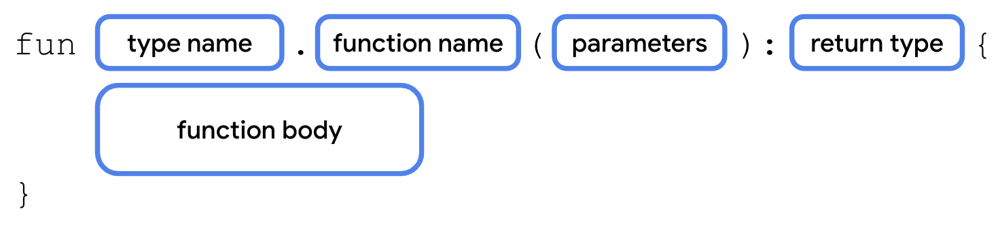 fun type name . function name ( parameters ) : return type {
function body
}